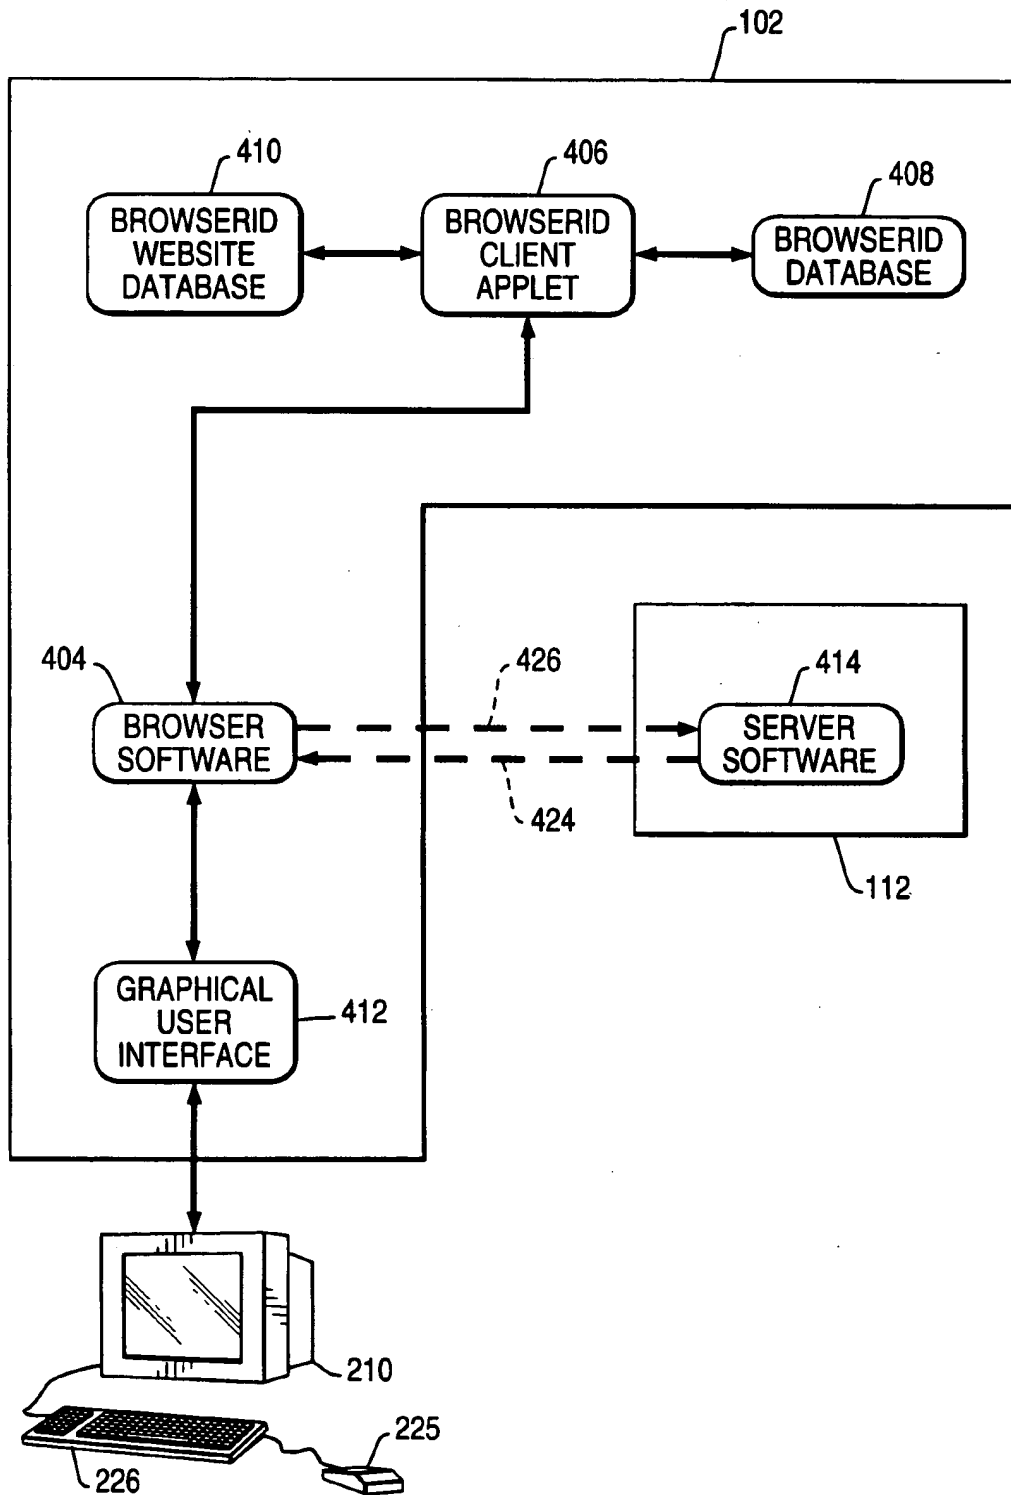 102
410
406
408
BROWSERID
WEBSITE
DATABASE
BROWSERID
CLIENT
APPLET
BROWSERID
DATABASE
404
426
414
BROWSER
SOFTWARE
SERVER
SOFTWARE
424
112
GRAPHICAL
USER
INTERFACE
412
210
225
226